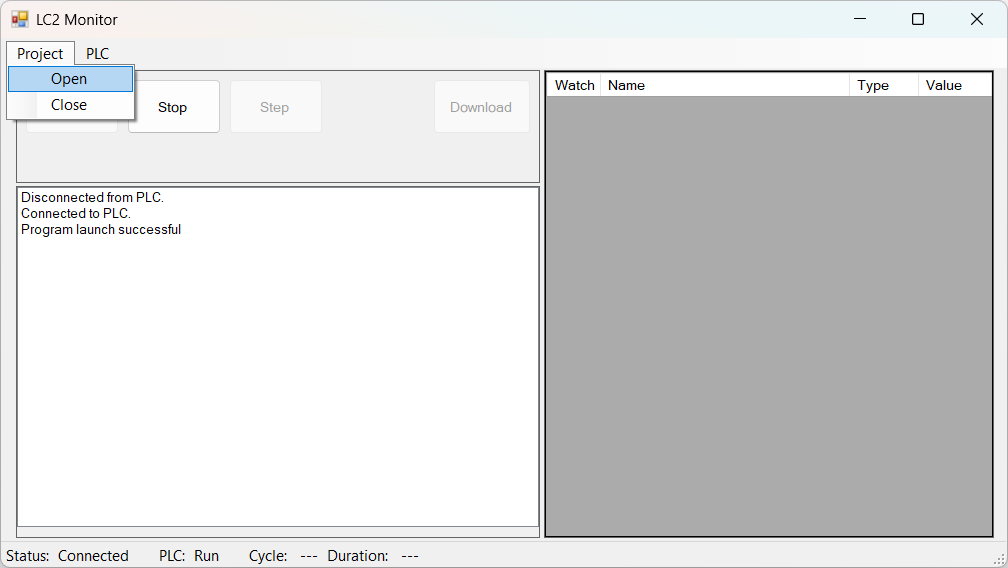 LC2 Monitor
Project PLC
Open
Close
Stop Step Download
Disconnected from PLC.
Connected to PLC.
Program launch successful
Watch Name Type Value
Status: Connected PLC: Run Cycle: --- Duration: ---